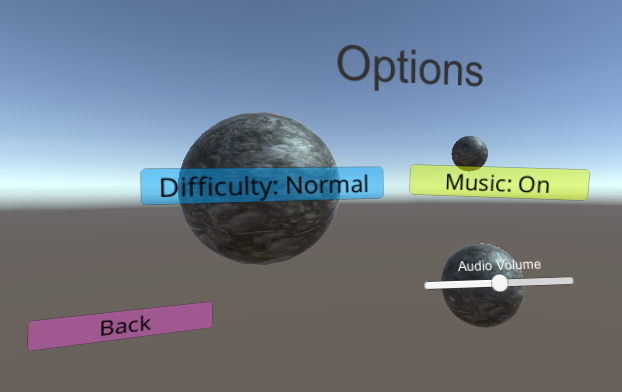 Options
Difficulty: Normal
Music: On
Audio Volume
Back